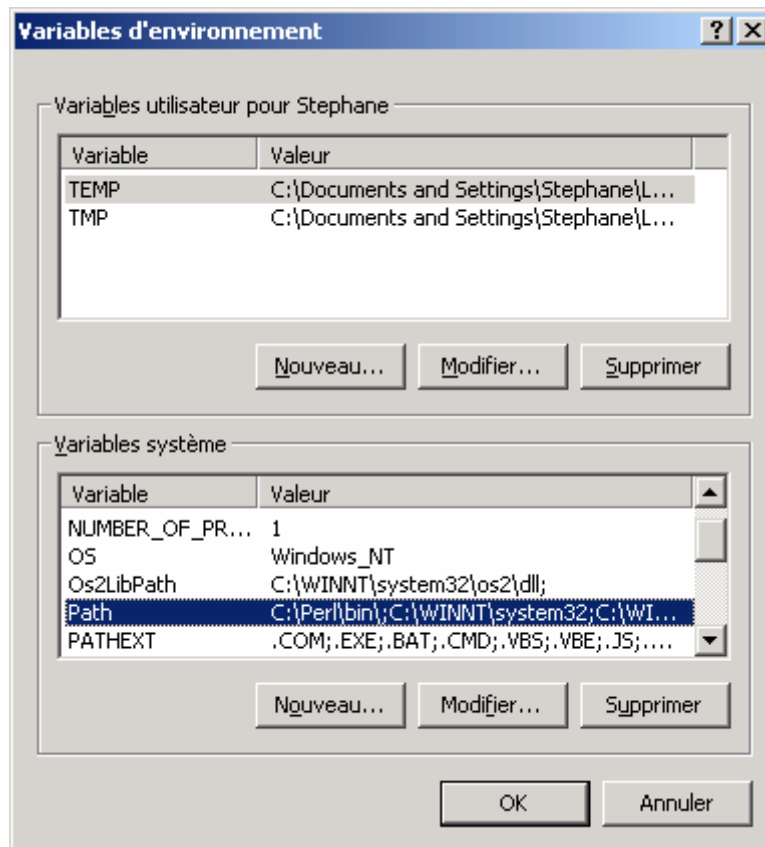 Variables d'environnement
Variables utilisateur pour Stephane
Variable Valeur
TEMP C:\Documents and Settings\Stephane\L...
TMP C:\Documents and Settings\Stephane\L...
Nouveau... Modifier... Supprimer
Variables système
Variable Valeur
NUMBER_OF_PR... 1
OS Windows_NT
Os2LibPath C:\WINNT\system32\os2\dll;
Path C:\Perl\bin\;C:\WINNT\system32;C:\WI...
PATHEXT .COM;.EXE;.BAT;.CMD;.VBS;.VBE;.JS;....
Nouveau... Modifier... Supprimer
OK Annuler